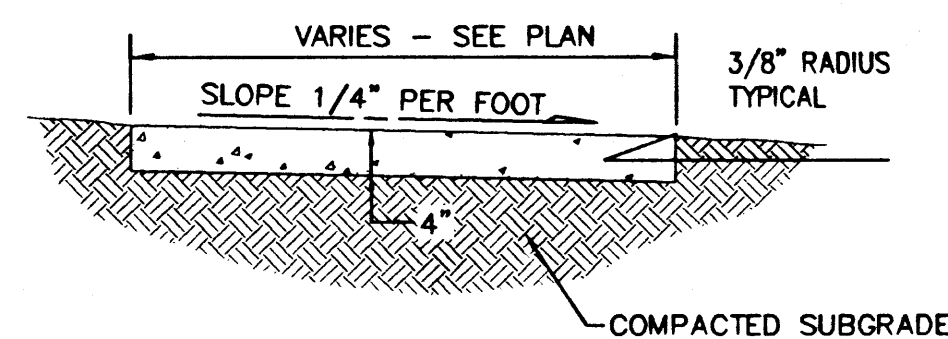 VARIES - SEE PLAN
3/8" RADIUS
TYPICAL
SLOPE 1/4" PER FOOT
4"
COMPACTED SUBGRADE